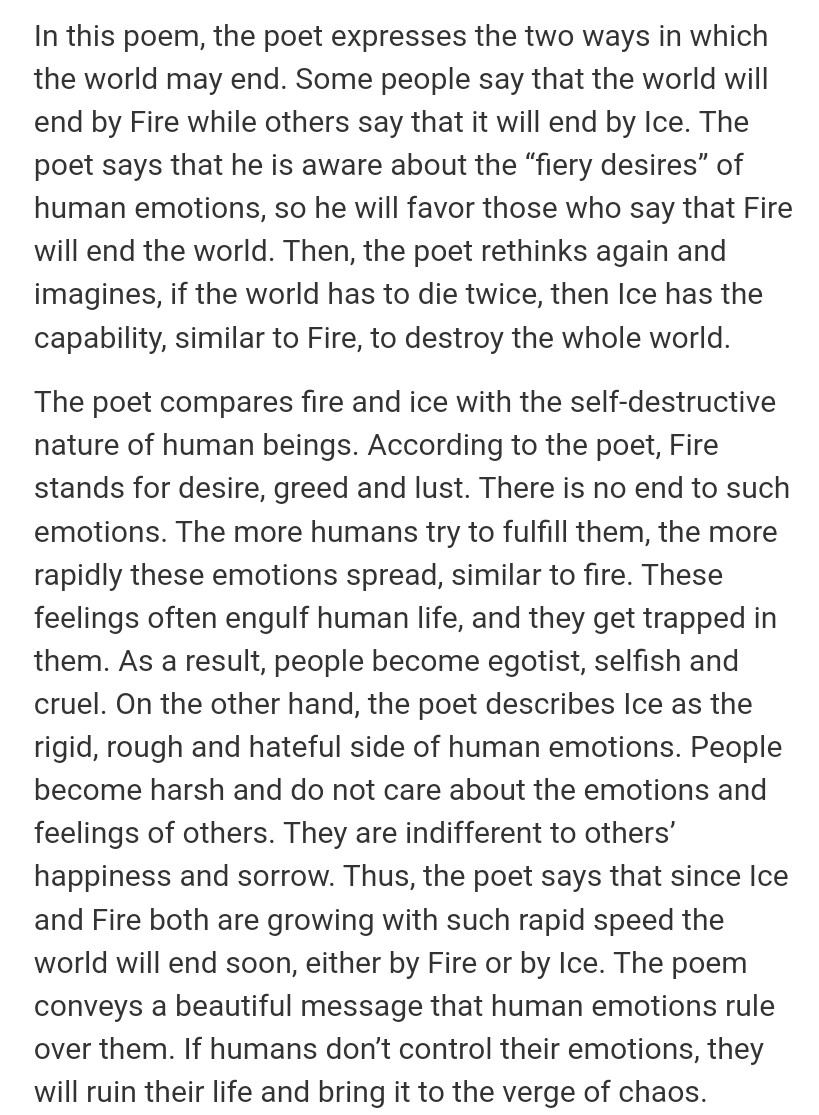 In this poem, the poet expresses the two ways in which
the world may end. Some people say that the world will
end by Fire while others say that it will end by Ice. The
poet says that he is aware about the “fiery desires” of
human emotions, so he will favor those who say that Fire
will end the world. Then, the poet rethinks again and
imagines, if the world has to die twice, then Ice has the
capability, similar to Fire, to destroy the whole world.
The poet compares fire and ice with the self-destructive
nature of human beings. According to the poet, Fire
stands for desire, greed and lust. There is no end to such
emotions. The more humans try to fulfill them, the more
rapidly these emotions spread, similar to fire. These
feelings often engulf human life, and they get trapped in
them. As a result, people become egotist, selfish and
cruel. On the other hand, the poet describes Ice as the
rigid, rough and hateful side of human emotions. People
become harsh and do not care about the emotions and
feelings of others. They are indifferent to others’
happiness and sorrow. Thus, the poet says that since Ice
and Fire both are growing with such rapid speed the
world will end soon, either by Fire or by Ice. The poem
conveys a beautiful message that human emotions rule
over them. If humans don’t control their emotions, they
will ruin their life and bring it to the verge of chaos.